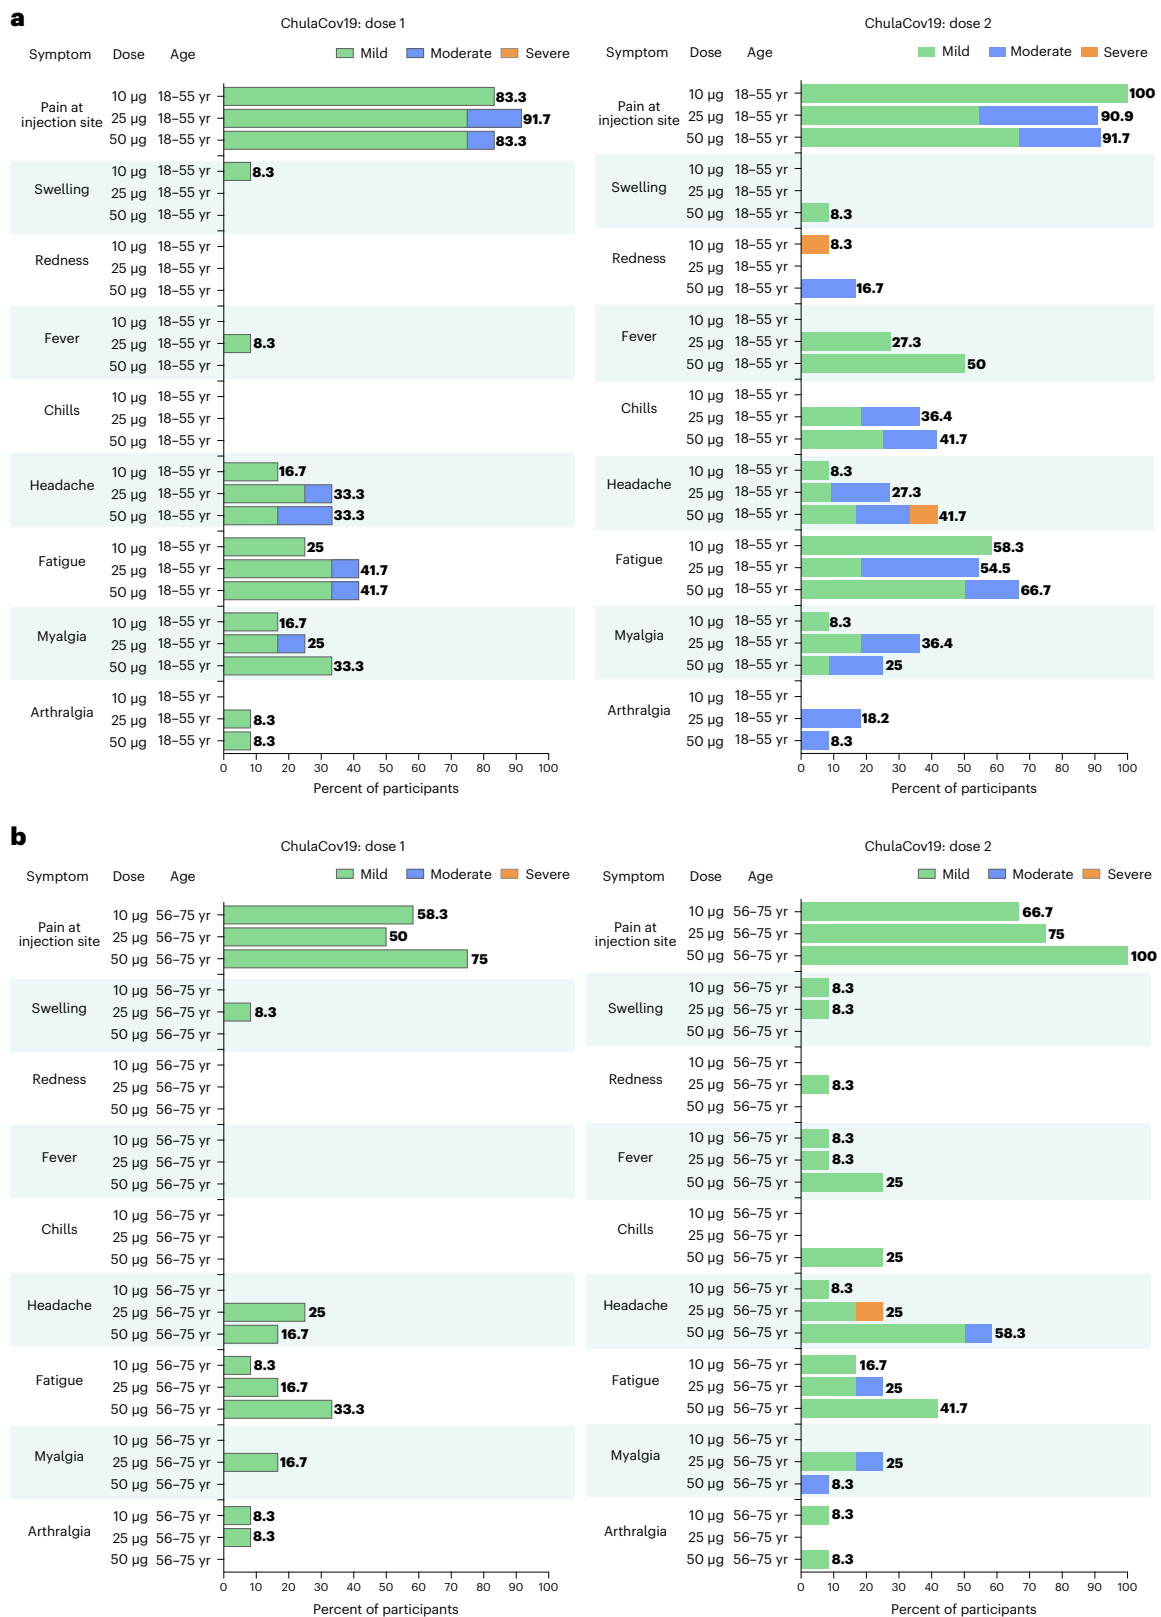 a
ChulaCov19: dose 1
Symptom Dose Age Mild Moderate Severe
Pain at injection site
10 µg 18–55 yr 83.3
25 µg 18–55 yr 91.7
50 µg 18–55 yr 83.3
Swelling
10 µg 18–55 yr 8.3
25 µg 18–55 yr
50 µg 18–55 yr
Redness
10 µg 18–55 yr
25 µg 18–55 yr
50 µg 18–55 yr
Fever
10 µg 18–55 yr
25 µg 18–55 yr 8.3
50 µg 18–55 yr
Chills
10 µg 18–55 yr
25 µg 18–55 yr
50 µg 18–55 yr
Headache
10 µg 18–55 yr 16.7
25 µg 18–55 yr 33.3
50 µg 18–55 yr 33.3
Fatigue
10 µg 18–55 yr 25
25 µg 18–55 yr 41.7
50 µg 18–55 yr 41.7
Myalgia
10 µg 18–55 yr 16.7
25 µg 18–55 yr 25
50 µg 18–55 yr 33.3
Arthralgia
10 µg 18–55 yr
25 µg 18–55 yr 8.3
50 µg 18–55 yr 8.3
0 10 20 30 40 50 60 70 80 90 100
Percent of participants
ChulaCov19: dose 2
Symptom Dose Age Mild Moderate Severe
Pain at injection site
10 µg 18–55 yr 100
25 µg 18–55 yr 90.9
50 µg 18–55 yr 91.7
Swelling
10 µg 18–55 yr
25 µg 18–55 yr
50 µg 18–55 yr 8.3
Redness
10 µg 18–55 yr 8.3
25 µg 18–55 yr
50 µg 18–55 yr 16.7
Fever
10 µg 18–55 yr
25 µg 18–55 yr 27.3
50 µg 18–55 yr 50
Chills
10 µg 18–55 yr
25 µg 18–55 yr 36.4
50 µg 18–55 yr 41.7
Headache
10 µg 18–55 yr 8.3
25 µg 18–55 yr 27.3
50 µg 18–55 yr 41.7
Fatigue
10 µg 18–55 yr 58.3
25 µg 18–55 yr 54.5
50 µg 18–55 yr 66.7
Myalgia
10 µg 18–55 yr 8.3
25 µg 18–55 yr 36.4
50 µg 18–55 yr 25
Arthralgia
10 µg 18–55 yr
25 µg 18–55 yr 18.2
50 µg 18–55 yr 8.3
0 10 20 30 40 50 60 70 80 90 100
Percent of participants
b
ChulaCov19: dose 1
Symptom Dose Age Mild Moderate Severe
Pain at injection site
10 µg 56–75 yr 58.3
25 µg 56–75 yr 50
50 µg 56–75 yr 75
Swelling
10 µg 56–75 yr
25 µg 56–75 yr 8.3
50 µg 56–75 yr
Redness
10 µg 56–75 yr
25 µg 56–75 yr
50 µg 56–75 yr
Fever
10 µg 56–75 yr
25 µg 56–75 yr
50 µg 56–75 yr
Chills
10 µg 56–75 yr
25 µg 56–75 yr
50 µg 56–75 yr
Headache
10 µg 56–75 yr
25 µg 56–75 yr 25
50 µg 56–75 yr 16.7
Fatigue
10 µg 56–75 yr 8.3
25 µg 56–75 yr 16.7
50 µg 56–75 yr 33.3
Myalgia
10 µg 56–75 yr
25 µg 56–75 yr 16.7
50 µg 56–75 yr
Arthralgia
10 µg 56–75 yr 8.3
25 µg 56–75 yr 8.3
50 µg 56–75 yr
0 10 20 30 40 50 60 70 80 90 100
Percent of participants
ChulaCov19: dose 2
Symptom Dose Age Mild Moderate Severe
Pain at injection site
10 µg 56–75 yr 66.7
25 µg 56–75 yr 75
50 µg 56–75 yr 100
Swelling
10 µg 56–75 yr 8.3
25 µg 56–75 yr 8.3
50 µg 56–75 yr
Redness
10 µg 56–75 yr
25 µg 56–75 yr 8.3
50 µg 56–75 yr
Fever
10 µg 56–75 yr 8.3
25 µg 56–75 yr 8.3
50 µg 56–75 yr 25
Chills
10 µg 56–75 yr
25 µg 56–75 yr
50 µg 56–75 yr 25
Headache
10 µg 56–75 yr 8.3
25 µg 56–75 yr 25
50 µg 56–75 yr 58.3
Fatigue
10 µg 56–75 yr 16.7
25 µg 56–75 yr 25
50 µg 56–75 yr 41.7
Myalgia
10 µg 56–75 yr
25 µg 56–75 yr 25
50 µg 56–75 yr 8.3
Arthralgia
10 µg 56–75 yr 8.3
25 µg 56–75 yr
50 µg 56–75 yr 8.3
0 10 20 30 40 50 60 70 80 90 100
Percent of participants